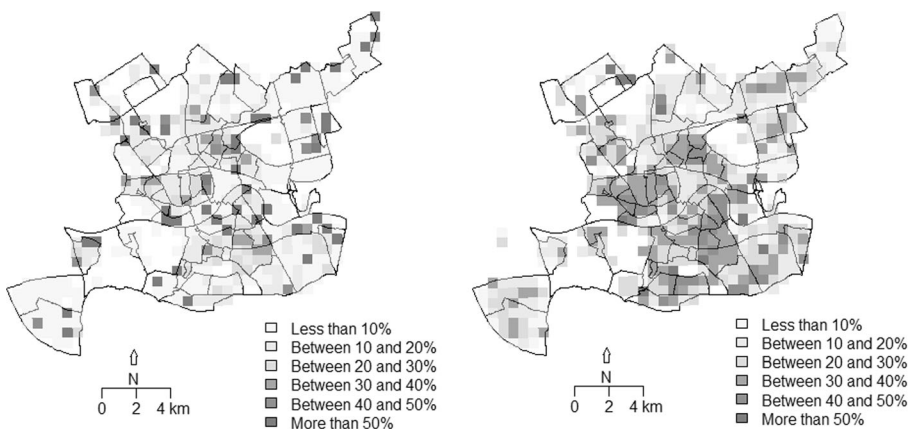 Less than 10%
Between 10 and 20%
Between 20 and 30%
Between 30 and 40%
Between 40 and 50%
More than 50%
N
0 2 4 km
Less than 10%
Between 10 and 20%
Between 20 and 30%
Between 30 and 40%
Between 40 and 50%
More than 50%
N
0 2 4 km